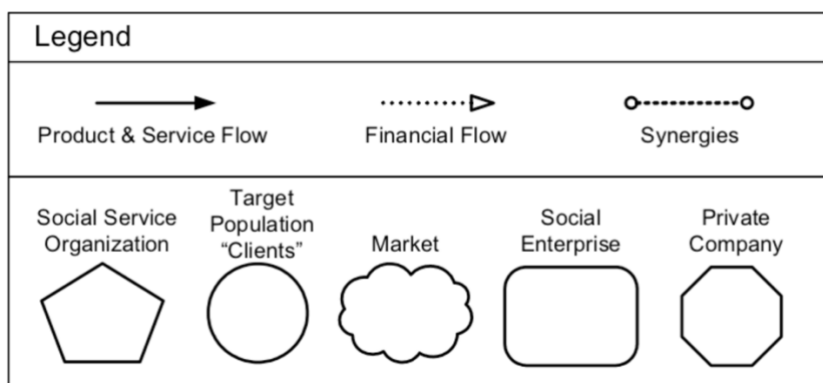 Legend
Product & Service Flow
Financial Flow
Synergies
Social Service
Organization
Target
Population
“Clients”
Market
Social
Enterprise
Private
Company